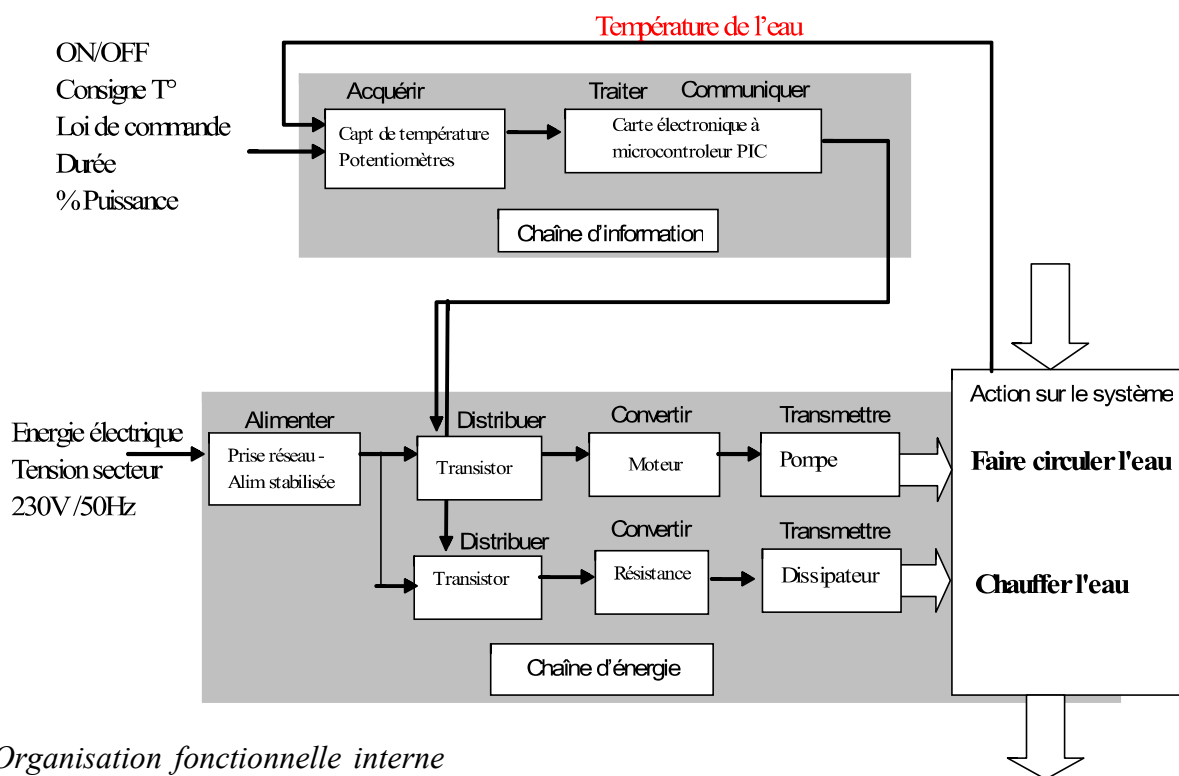 Température de l'eau
ON/OFF
Consigne T°
Loi de commande
Durée
% Puissance
Acquérir
Traiter
Communiquer
Capt de température
Potentiomètres
Carte électronique à
microcontroleur PIC
Chaîne d'information
Action sur le système
Energie électrique
Tension secteur
230V/50Hz
Alimenter
Distribuer
Convertir
Transmettre
Prise réseau -
Alim stabilisée
Transistor
Moteur
Pompe
Faire circuler l'eau
Distribuer
Convertir
Transmettre
Transistor
Résistance
Dissipateur
Chauffer l'eau
Chaîne d'énergie
Organisation fonctionnelle interne